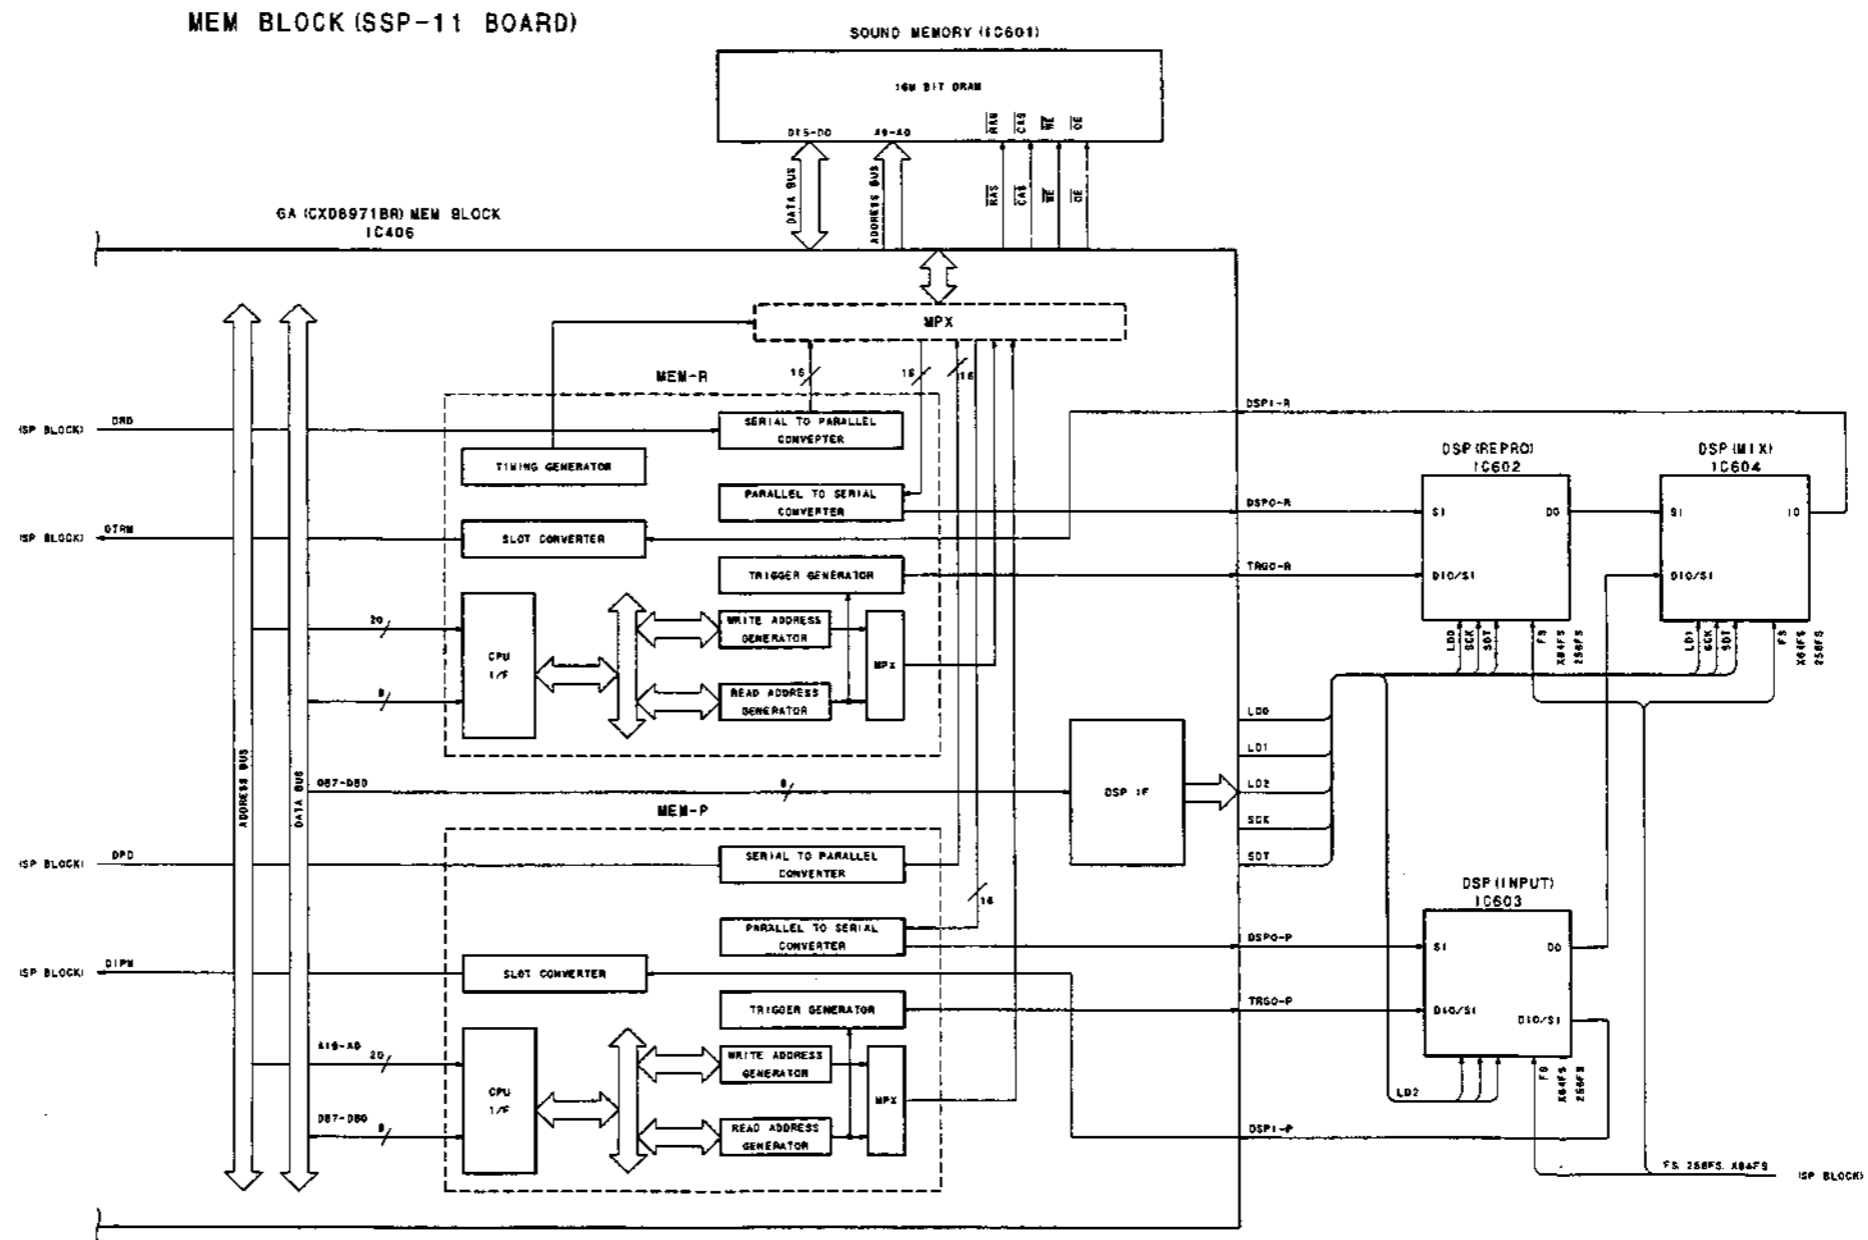 MEM BLOCK (SSP-11 BOARD)
SOUND MEMORY (IC601)
16M BIT DRAM
D15-D0
A9-A0
RAS
CAS
WE
OE
DATA BUS
ADDRESS BUS
RAS
CAS
WE
OE
GA (CXD8971BR) MEM BLOCK
IC406
MPX
MEM-R
16
16
16
(SP BLOCK)
DRD
SERIAL TO PARALLEL
CONVERTER
TIMING GENERATOR
PARALLEL TO SERIAL
CONVERTER
(SP BLOCK)
DIRM
SLOT CONVERTER
TRIGGER GENERATOR
20
8
CPU
I/F
WRITE ADDRESS
GENERATOR
READ ADDRESS
GENERATOR
MPX
DSPI-R
DSPO-R
TRGO-R
DSP (REPRO)
IC602
SI
DO
DIO/SI
LD0
SCK
SDT
FS
X64FS
256FS
DSP (MIX)
IC604
SI
IO
DIO/SI
LD1
SCK
SDT
FS
X64FS
256FS
ADDRESS BUS
DATA BUS
DB7-DB0
8
DSP IF
LD0
LD1
LD2
SCK
SDT
MEM-P
(SP BLOCK)
DPD
SERIAL TO PARALLEL
CONVERTER
16
PARALLEL TO SERIAL
CONVERTER
(SP BLOCK)
DIPM
SLOT CONVERTER
TRIGGER GENERATOR
A19-A0
20
DB7-DB0
8
CPU
I/F
WRITE ADDRESS
GENERATOR
READ ADDRESS
GENERATOR
MPX
DSPO-P
TRGO-P
DSPI-P
DSP (INPUT)
IC603
SI
DO
DIO/SI
DIO/SI
LD2
FS
X64FS
256FS
FS, 256FS, X64FS
(SP BLOCK)